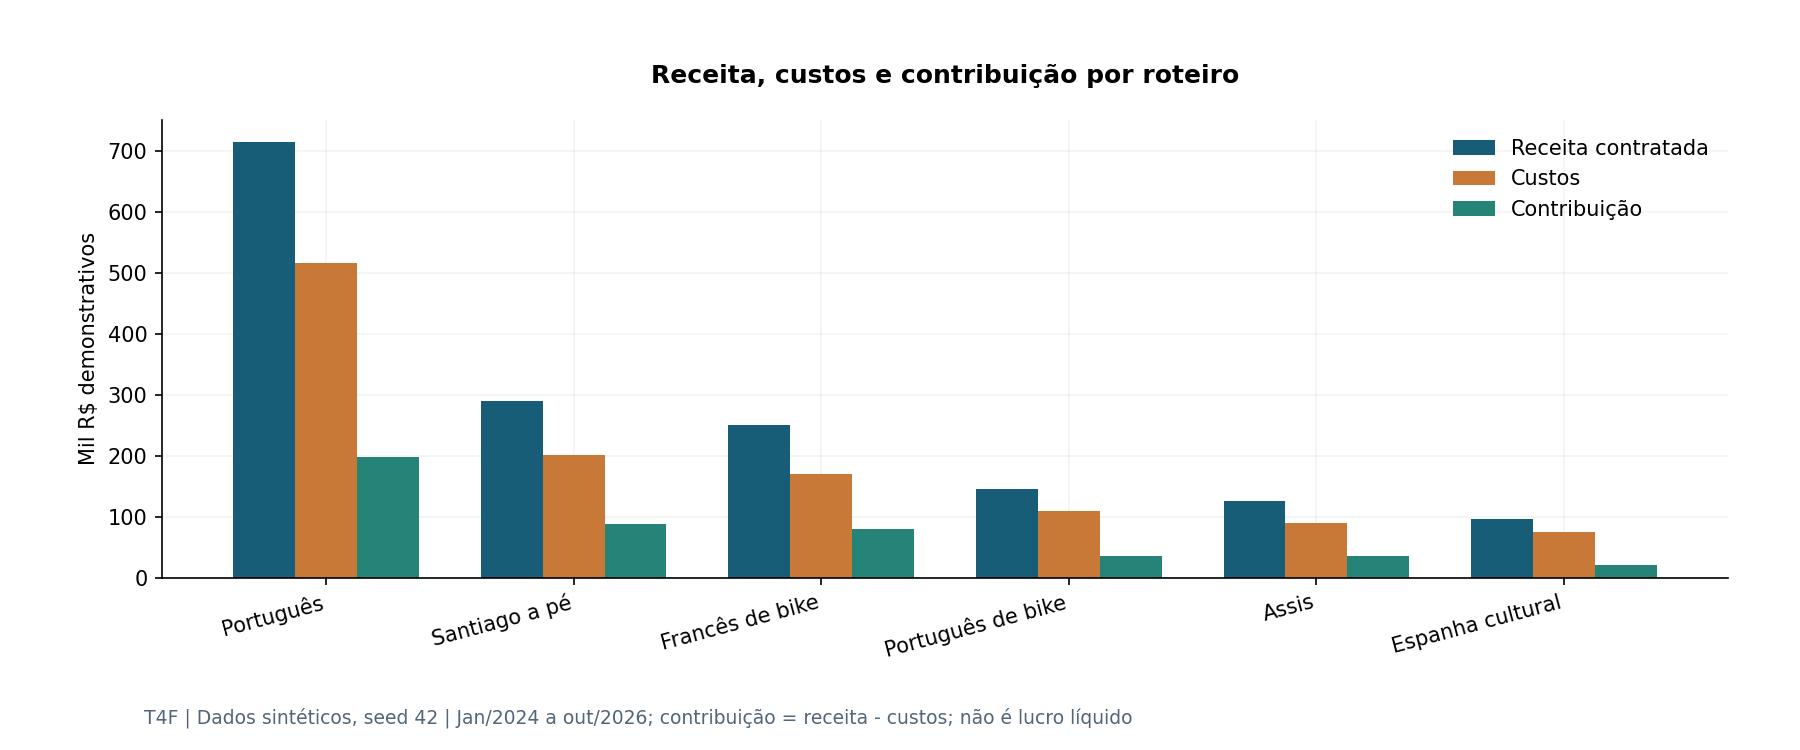 Receita, custos e contribuição por roteiro
Receita contratada
Custos
Contribuição
Mil R$ demonstrativos
700
600
500
400
300
200
100
0
Português
Santiago a pé
Francês de bike
Português de bike
Assis
Espanha cultural
T4F | Dados sintéticos, seed 42 | Jan/2024 a out/2026; contribuição = receita - custos; não é lucro líquido